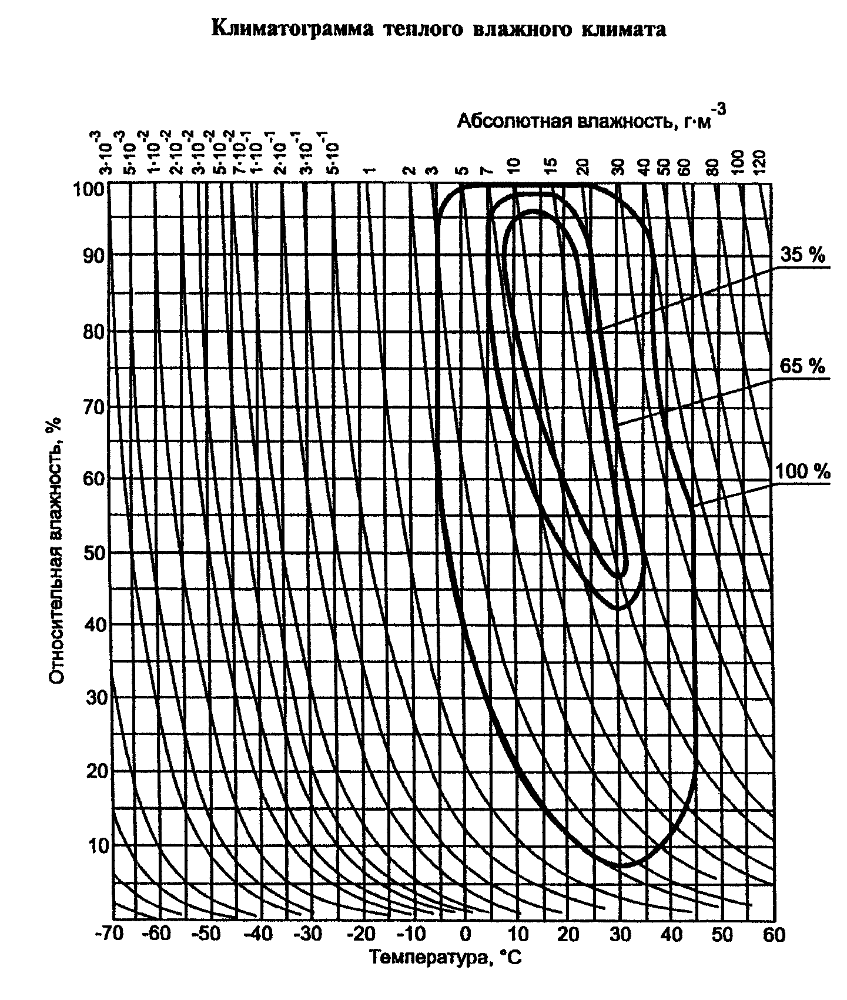 Климатограмма теплого влажного климата
Абсолютная влажность, г·м-3
3·10-3 5·10-3 1·10-2 2·10-2 3·10-2 5·10-2 7·10-2 1·10-1 2·10-1 3·10-1 5·10-1 1 2 3 5 7 10 15 20 30 40 50 60 80 100 120
100
90
35 %
80
65 %
70
100 %
60
50
40
30
20
10
Относительная влажность, %
-70 -60 -50 -40 -30 -20 -10 0 10 20 30 40 50 60
Температура, °C